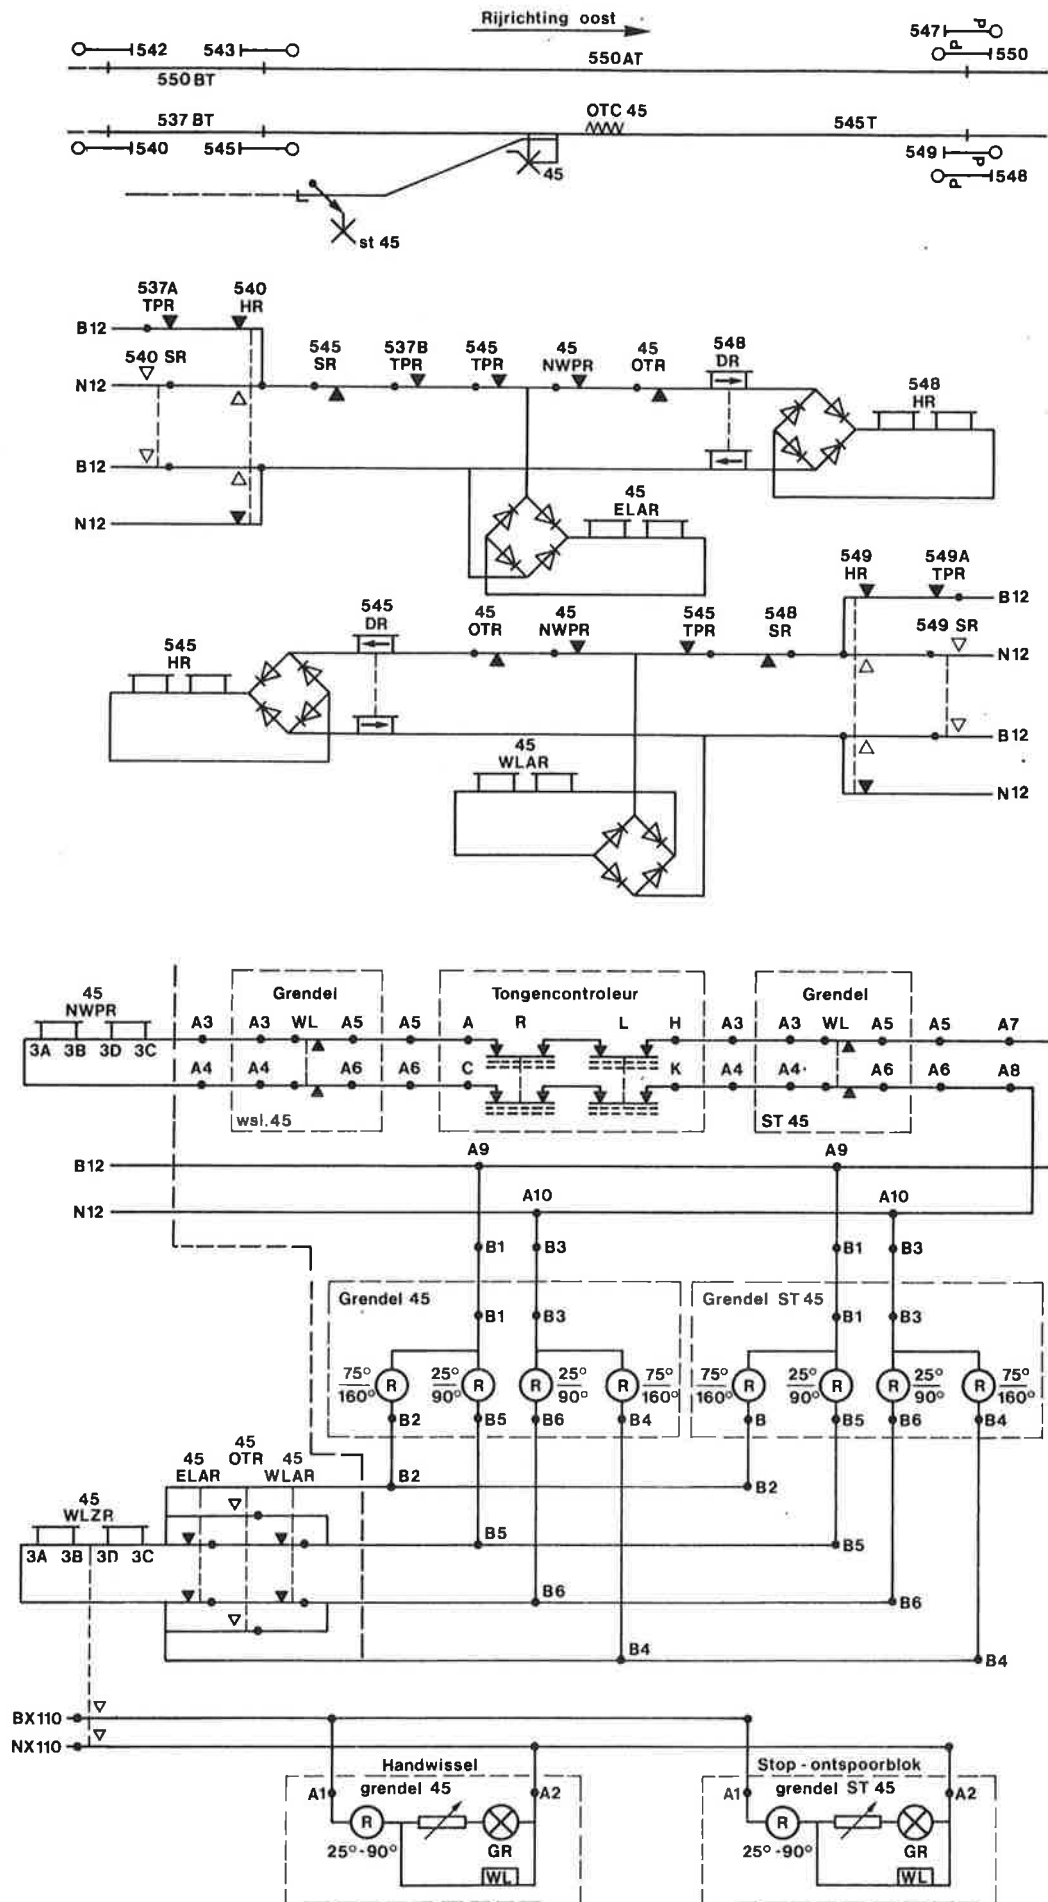 Rijrichting oost
542 543 547 P
550AT P 550
550 BT
OTC 45
537 BT 545 T
540 545 549 P
45 P 548
st 45
537A 540
TPR HR
B12
540 SR 545 537B 545 45 45 548
SR TPR TPR NWPR OTR DR
N12 548
HR
B12
45
ELAR
N12
549 549A
HR TPR
545 45 45 545 548 B12
DR OTR NWPR TPR SR 549 SR
545 N12
HR
B12
45
WLAR
N12
45 Grendel Tongencontroleur Grendel
NWPR
A3 A3 WL A5 A5 A R L H A3 A3 WL A5 A5 A7
3A 3B 3D 3C
A4 A4 A6 A6 C K A4 A4 A6 A6 A8
wsl.45 ST 45
A9 A9
B12
A10 A10
N12
B1 B3 B1 B3
Grendel 45 Grendel ST 45
B1 B3 B1 B3
75° 25° 25° 75° 75° 25° 25° 75°
R R R R R R R R
160° 90° 90° 160° 160° 90° 90° 160°
B2 B5 B6 B4 B B5 B6 B4
45
45 OTR 45
ELAR WLAR B2 B2
45
WLZR
B5 B5
3A 3B 3D 3C
B6 B6
B4 B4
BX110
NX110
Handwissel Stop - ontspoorblok
A1 grendel 45 A2 A1 grendel ST 45 A2
R R
25°-90° GR 25°-90° GR
WL WL